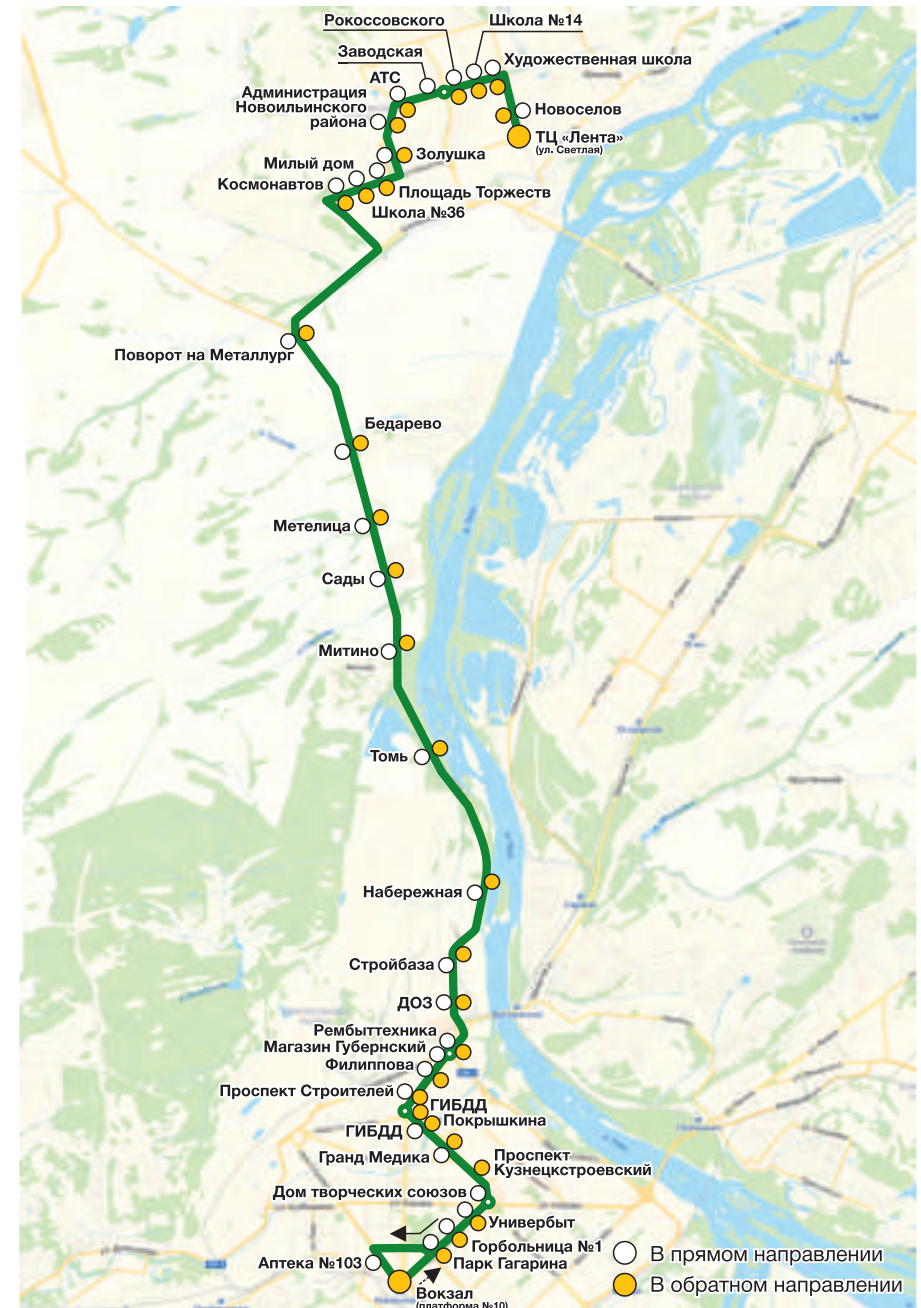 Рокоссовского
Школа №14
Заводская
Художественная школа
АТС
Администрация
Новоильинского
района
Новоселов
ТЦ «Лента»
(ул. Светлая)
Золушка
Милый дом
Космонавтов
Площадь Торжеств
Школа №36
Поворот на Металлург
Бедарево
Метелица
Сады
Митино
Томь
Набережная
Стройбаза
ДОЗ
Рембыттехника
Магазин Губернский
Филиппова
Проспект Строителей
ГИБДД
Покрышкина
ГИБДД
Гранд Медика
Проспект
Кузнецкстроевский
Дом творческих союзов
Универбыт
Горбольница №1
Аптека №103
Парк Гагарина
Вокзал
(платформа №10)
В прямом направлении
В обратном направлении